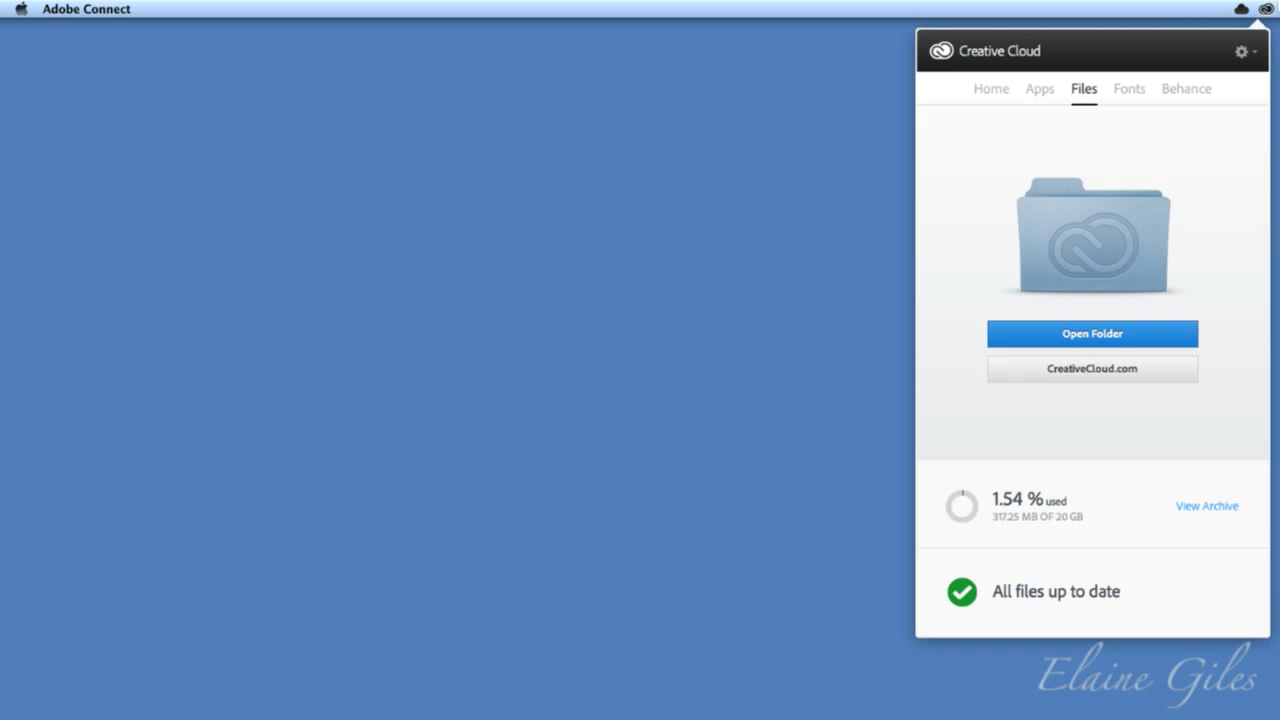 Adobe Connect
Creative Cloud
Home Apps Files Fonts Behance
Open Folder
CreativeCloud.com
1.54 % used
317.25 MB OF 20 GB
View Archive
All files up to date
Elaine Giles